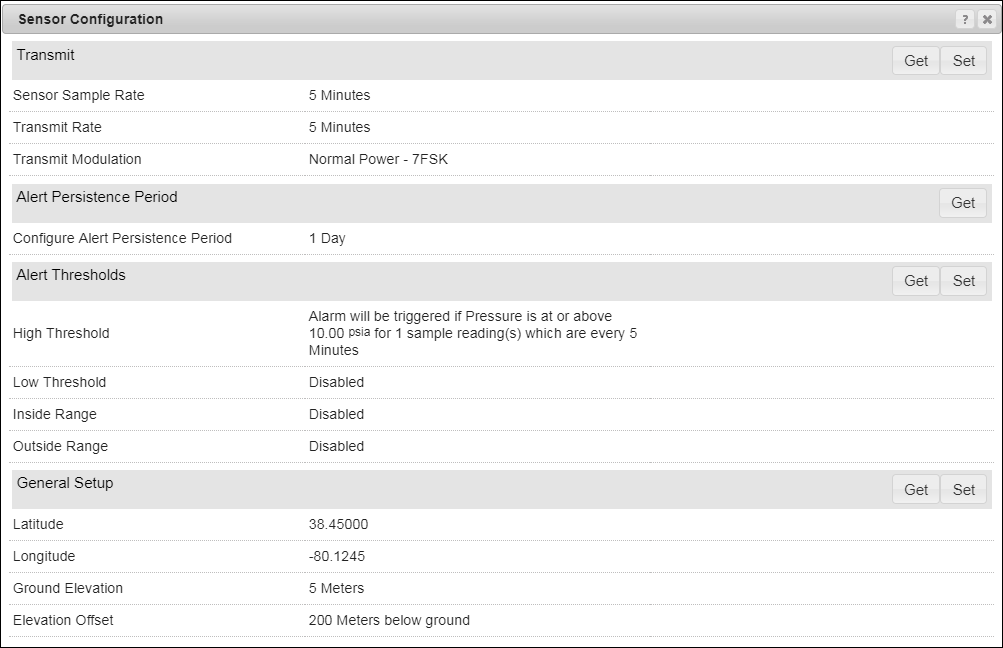 Sensor Configuration ? ×
Transmit Get Set
Sensor Sample Rate 5 Minutes
Transmit Rate 5 Minutes
Transmit Modulation Normal Power - 7FSK
Alert Persistence Period Get
Configure Alert Persistence Period 1 Day
Alert Thresholds Get Set
High Threshold Alarm will be triggered if Pressure is at or above
10.00 psia for 1 sample reading(s) which are every 5
Minutes
Low Threshold Disabled
Inside Range Disabled
Outside Range Disabled
General Setup Get Set
Latitude 38.45000
Longitude -80.1245
Ground Elevation 5 Meters
Elevation Offset 200 Meters below ground